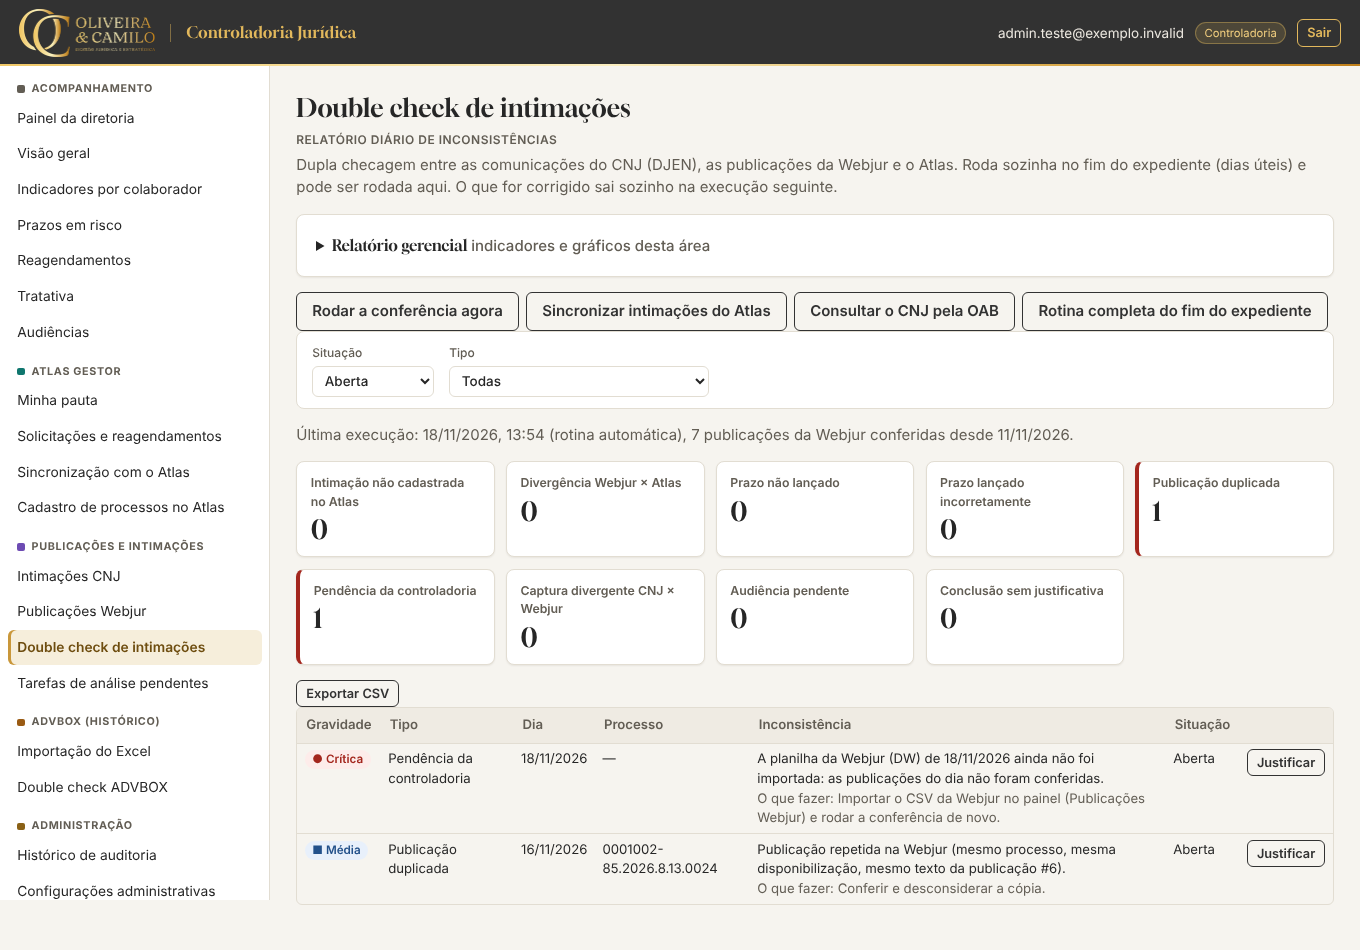 OLIVEIRA
& CAMILO
Controladoria Jurídica
admin.teste@exemplo.invalid
Controladoria
Sair
ACOMPANHAMENTO
Painel da diretoria
Visão geral
Indicadores por colaborador
Prazos em risco
Reagendamentos
Tratativa
Audiências
ATLAS GESTOR
Minha pauta
Solicitações e reagendamentos
Sincronização com o Atlas
Cadastro de processos no Atlas
PUBLICAÇÕES E INTIMAÇÕES
Intimações CNJ
Publicações Webjur
Double check de intimações
Tarefas de análise pendentes
ADVBOX (HISTÓRICO)
Importação do Excel
Double check ADVBOX
ADMINISTRAÇÃO
Histórico de auditoria
Configurações administrativas
Double check de intimações
RELATÓRIO DIÁRIO DE INCONSISTÊNCIAS
Dupla checagem entre as comunicações do CNJ (DJEN), as publicações da Webjur e o Atlas. Roda sozinha no fim do expediente (dias úteis) e
pode ser rodada aqui. O que for corrigido sai sozinho na execução seguinte.
Relatório gerencial indicadores e gráficos desta área
Rodar a conferência agora
Sincronizar intimações do Atlas
Consultar o CNJ pela OAB
Rotina completa do fim do expediente
Situação
Tipo
Aberta
Todas
Última execução: 18/11/2026, 13:54 (rotina automática), 7 publicações da Webjur conferidas desde 11/11/2026.
Intimação não cadastrada
no Atlas
0
Divergência Webjur × Atlas
0
Prazo não lançado
0
Prazo lançado
incorretamente
0
Publicação duplicada
1
Pendência da controladoria
1
Captura divergente CNJ ×
Webjur
0
Audiência pendente
0
Conclusão sem justificativa
0
Exportar CSV
Gravidade Tipo Dia Processo Inconsistência Situação
Crítica
Pendência da
controladoria
18/11/2026
—
A planilha da Webjur (DW) de 18/11/2026 ainda não foi
importada: as publicações do dia não foram conferidas.
O que fazer: Importar o CSV da Webjur no painel (Publicações
Webjur) e rodar a conferência de novo.
Aberta
Justificar
Média
Publicação
duplicada
16/11/2026
0001002-
85.2026.8.13.0024
Publicação repetida na Webjur (mesmo processo, mesma
disponibilização, mesmo texto da publicação #6).
O que fazer: Conferir e desconsiderar a cópia.
Aberta
Justificar